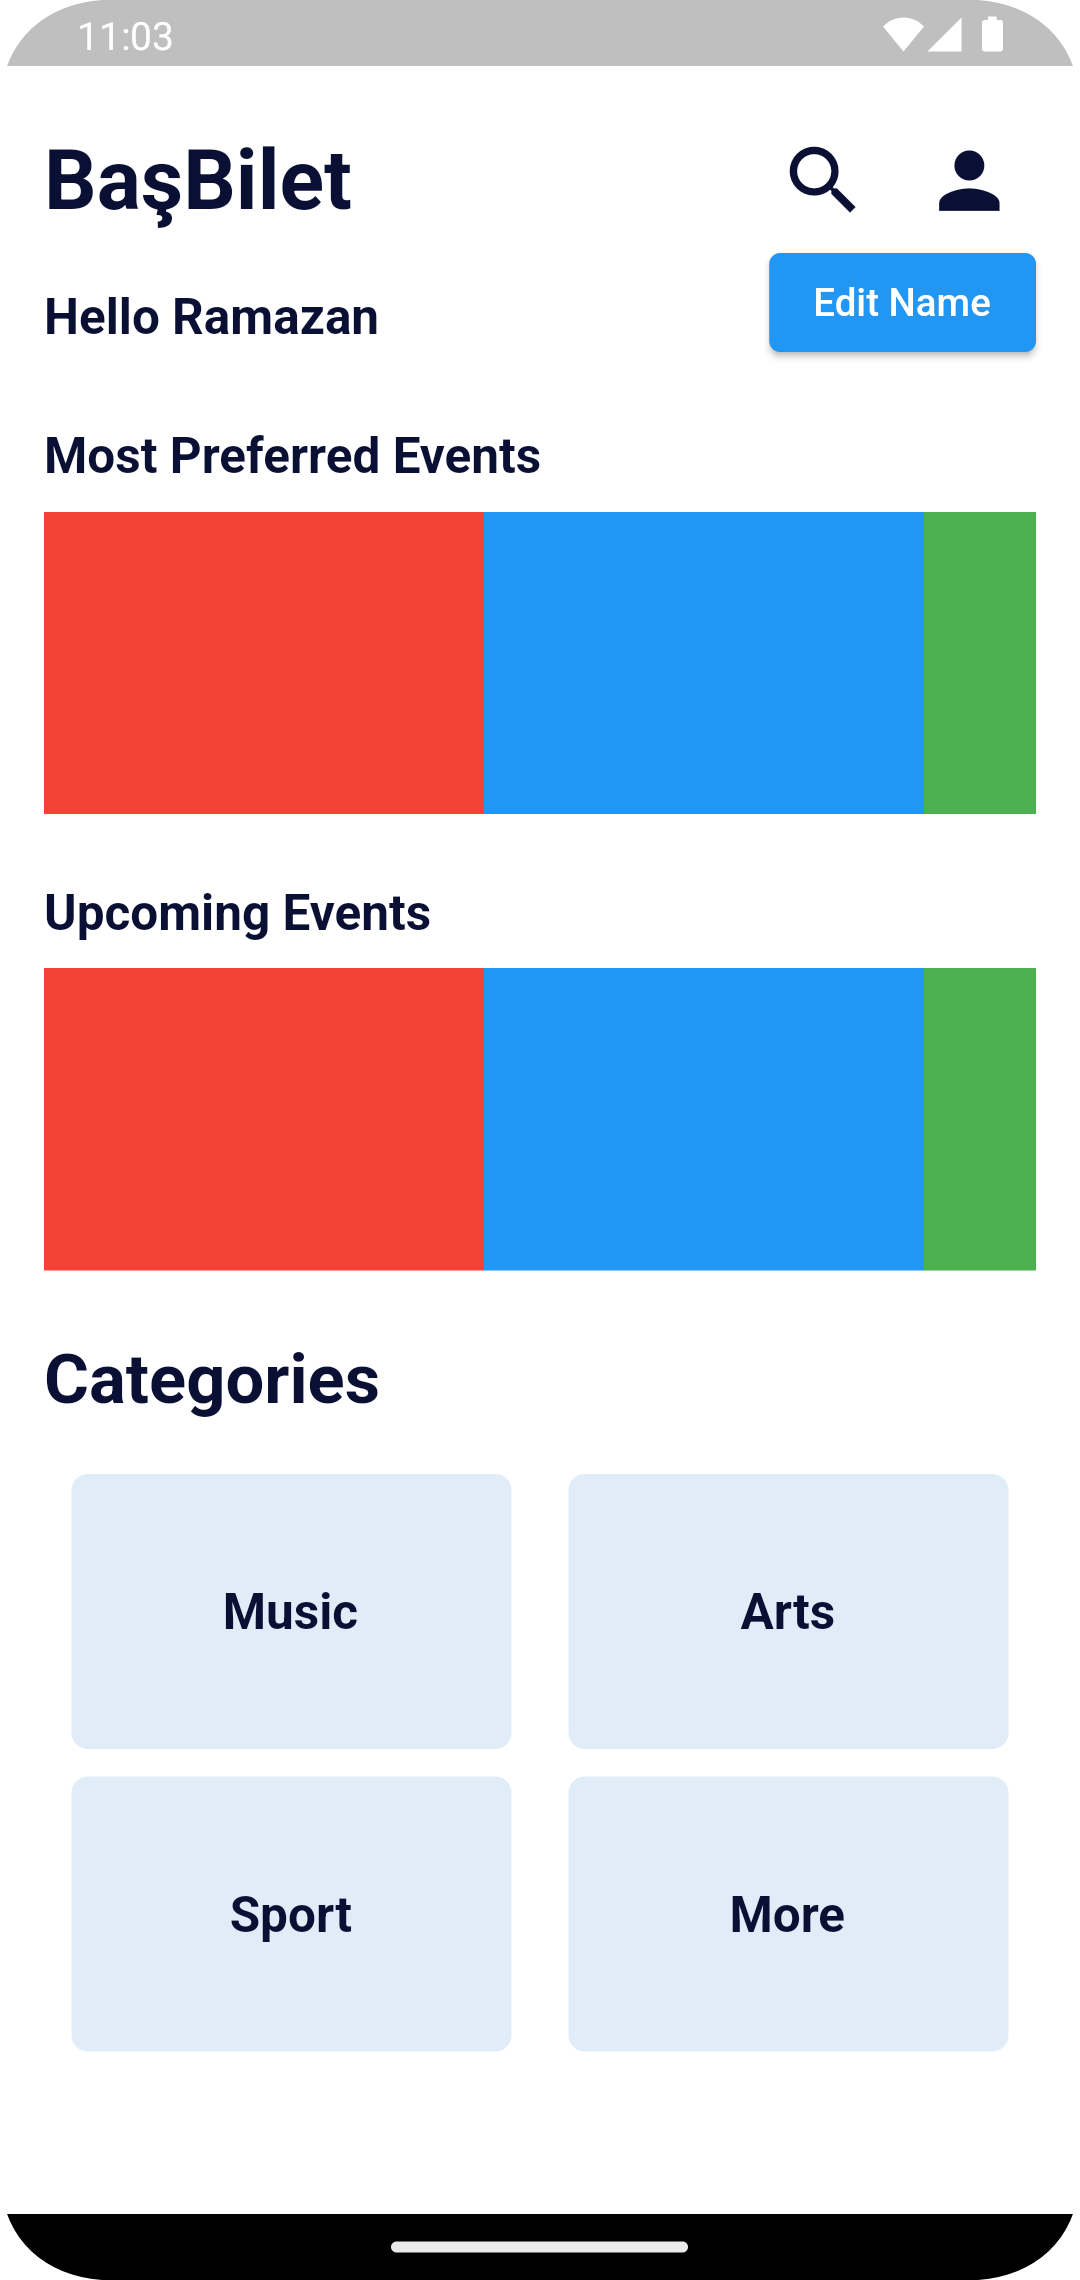 11:03
BaşBilet
Hello Ramazan
Edit Name
Most Preferred Events
Upcoming Events
Categories
Music
Arts
Sport
More